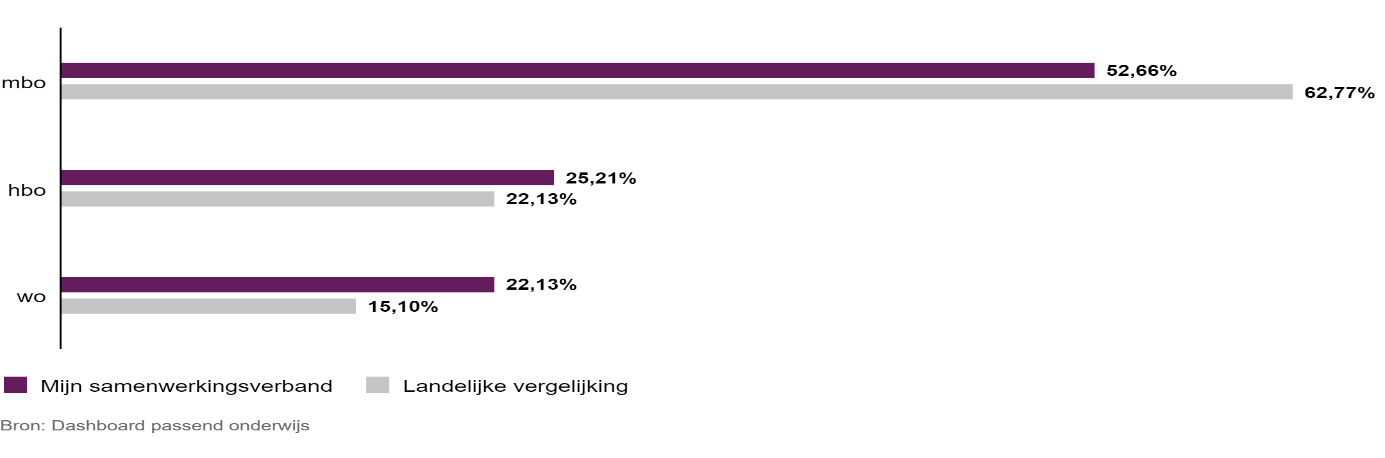 mbo
52,66%
62,77%
hbo
25,21%
22,13%
wo
22,13%
15,10%
Mijn samenwerkingsverband
Landelijke vergelijking
Bron: Dashboard passend onderwijs